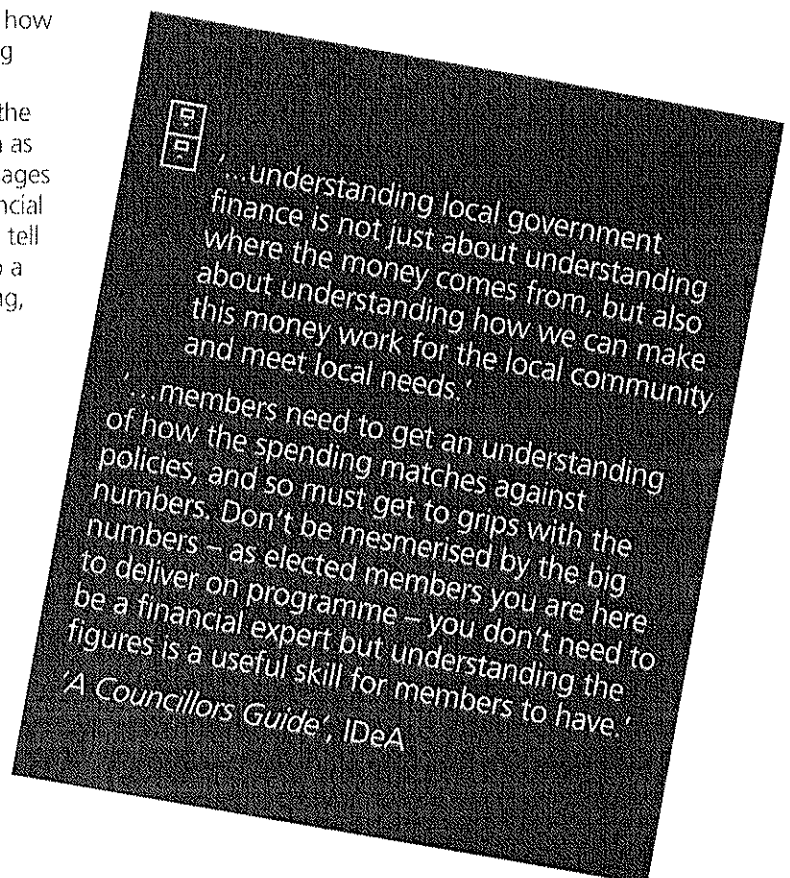 how
g
the
n as
ages
ncial
tell
o a
ng,
'...understanding local government
finance is not just about understanding
where the money comes from, but also
about understanding how we can make
this money work for the local community
and meet local needs.'
'...members need to get an understanding
of how the spending matches against
policies, and so must get to grips with the
numbers. Don't be mesmerised by the big
numbers – as elected members you are here
to deliver on programme – you don't need to
be a financial expert but understanding the
figures is a useful skill for members to have.'
'A Councillors Guide', IDeA